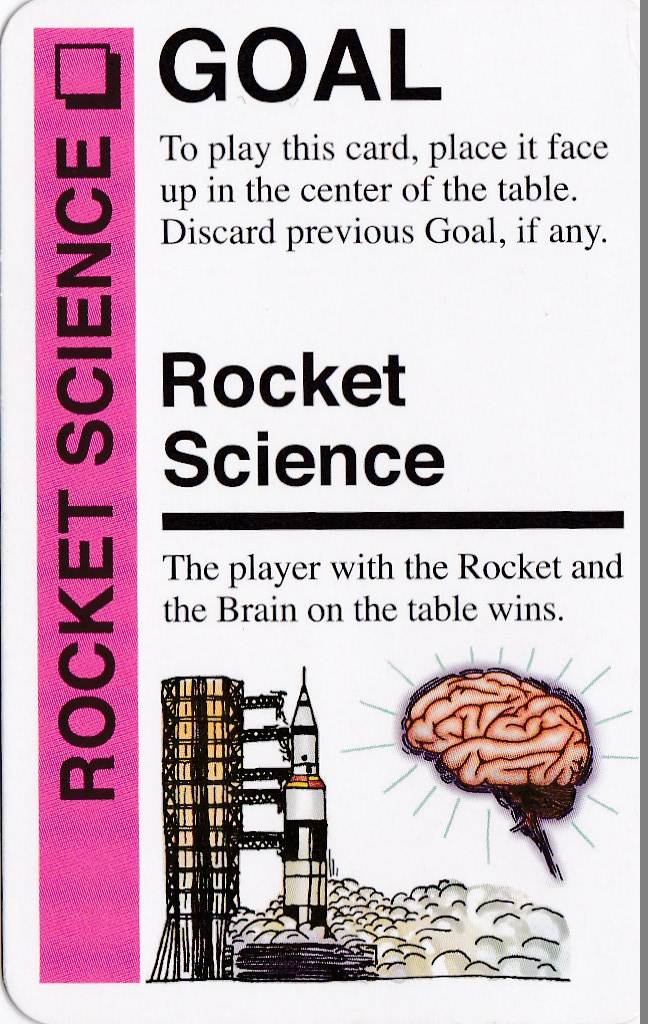 ROCKET SCIENCE
GOAL
To play this card, place it face
up in the center of the table.
Discard previous Goal, if any.
Rocket
Science
The player with the Rocket and
the Brain on the table wins.